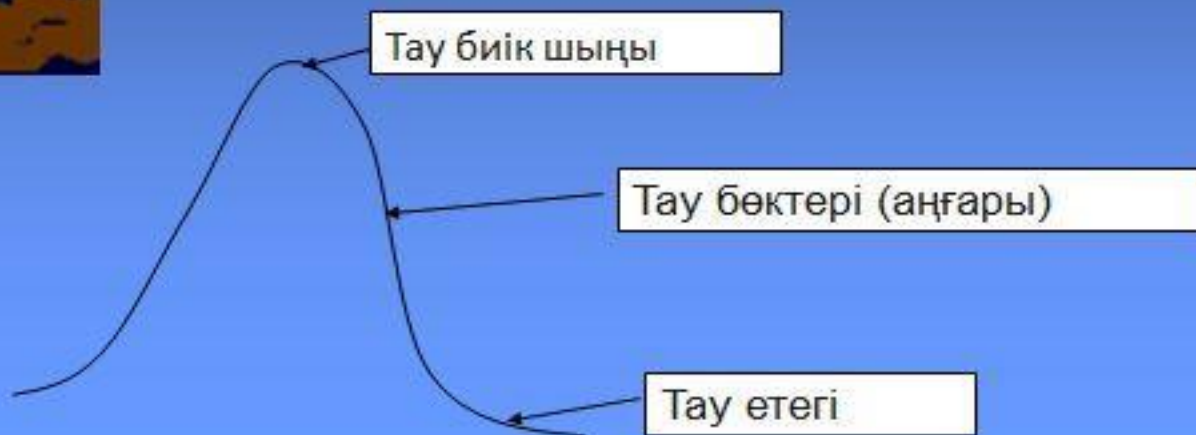 Тау биік шыңы
Тау бөктері (аңғары)
Тау етегі